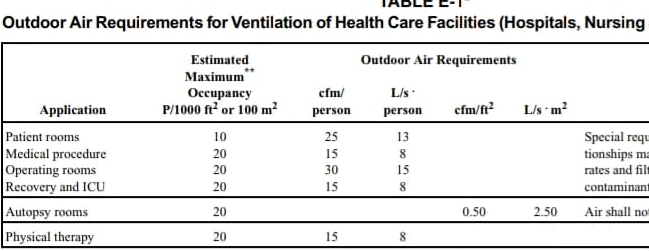 TABLE E-1*
Outdoor Air Requirements for Ventilation of Health Care Facilities (Hospitals, Nursing
Estimated Outdoor Air Requirements
Maximum**
Occupancy cfm/ L/s ·
Application P/1000 ft² or 100 m² person person cfm/ft² L/s · m²
Patient rooms 10 25 13 Special requ
Medical procedure 20 15 8 tionships ma
Operating rooms 20 30 15 rates and filt
Recovery and ICU 20 15 8 contaminant
Autopsy rooms 20 0.50 2.50 Air shall not
Physical therapy 20 15 8